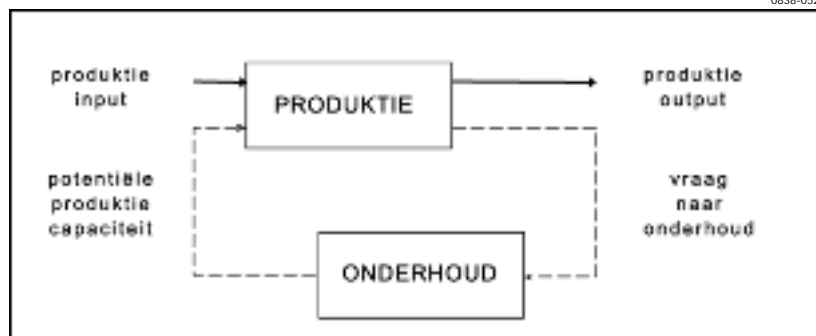 produktie
input
PRODUKTIE
produktie
output
potentiële
produktie
capaciteit
vraag
naar
onderhoud
ONDERHOUD